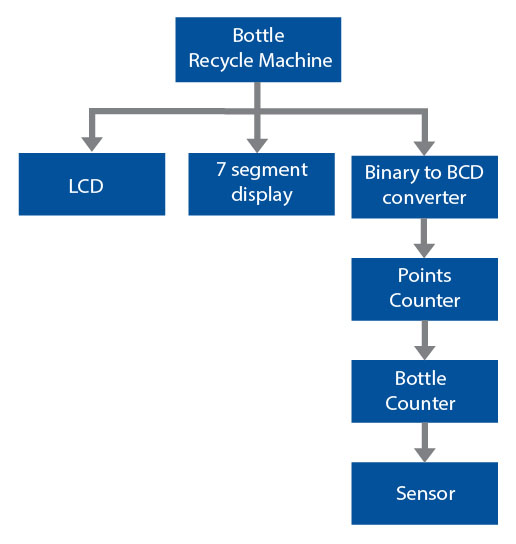 Bottle
Recycle Machine
LCD
7 segment
display
Binary to BCD
converter
Points
Counter
Bottle
Counter
Sensor